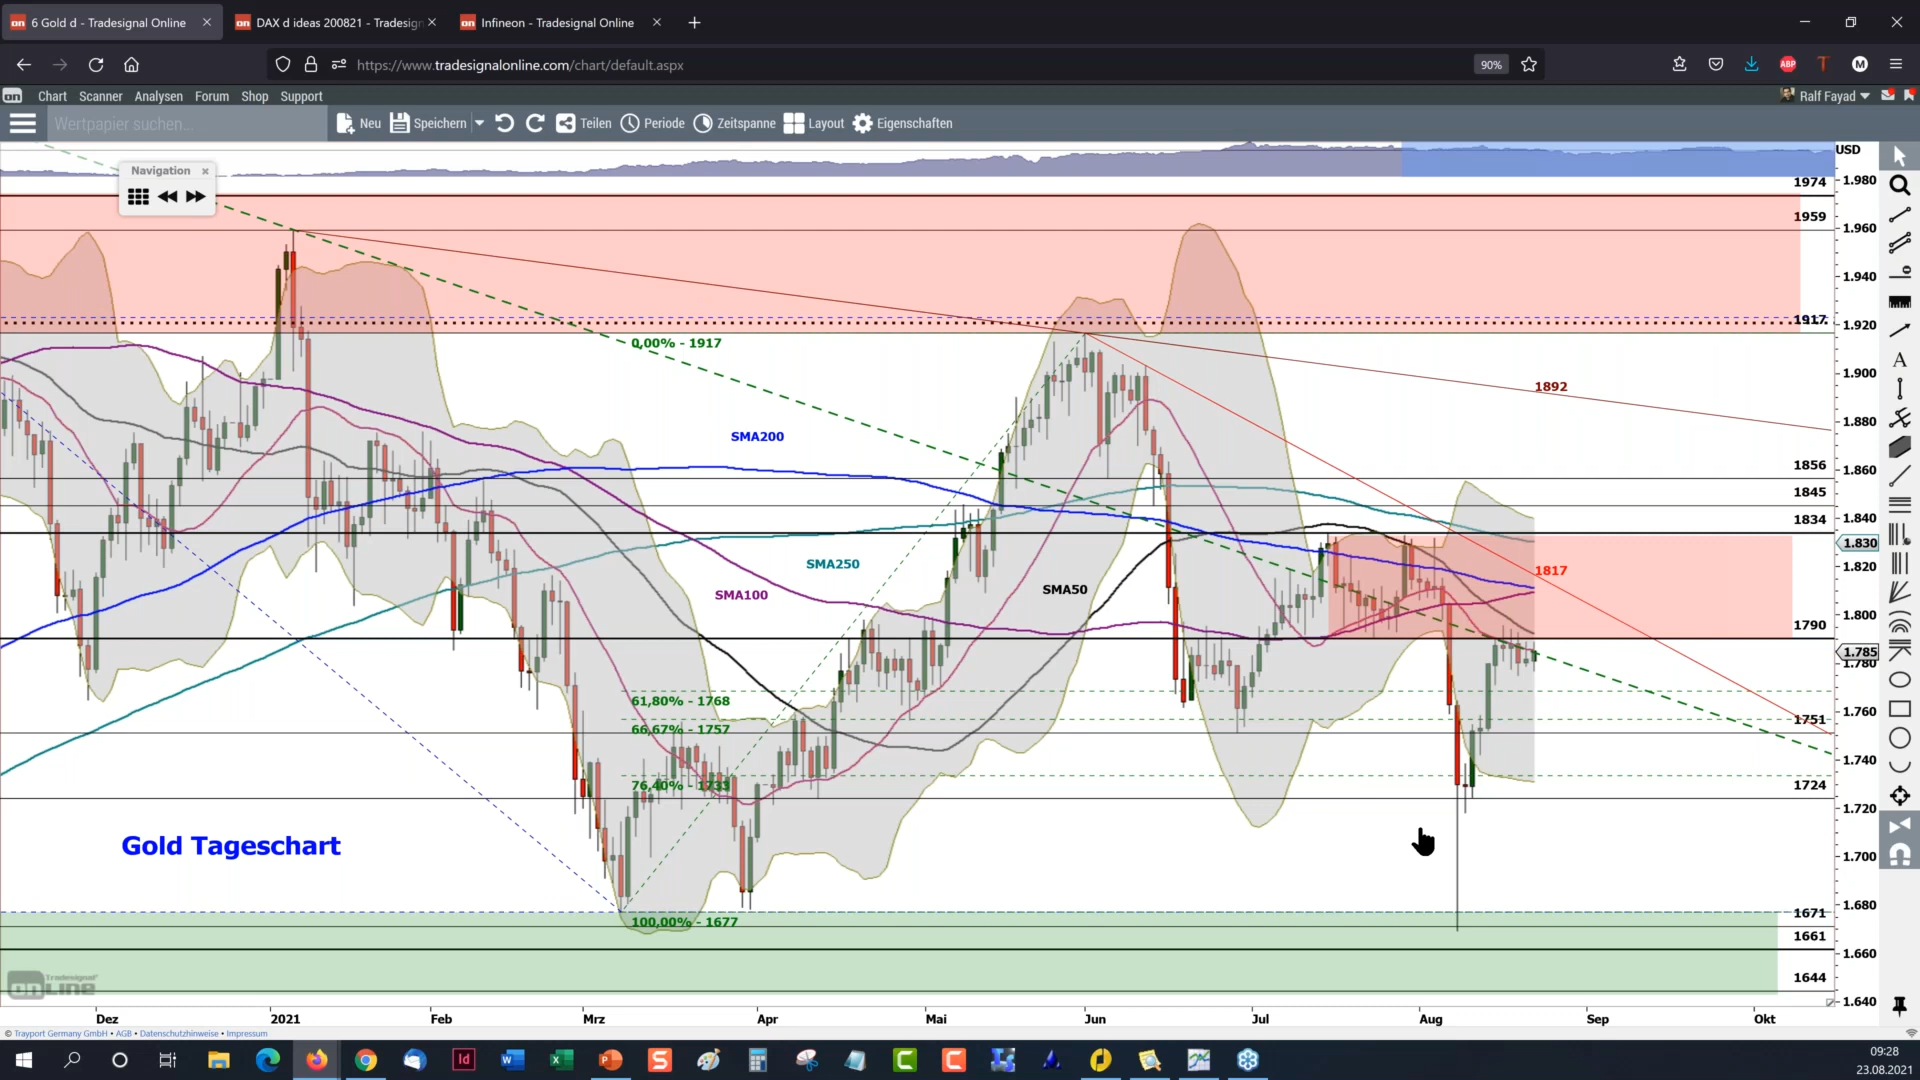 6 Gold d - Tradesignal Online
DAX d ideas 200821 - Tradesign
Infineon - Tradesignal Online
https://www.tradesignalonline.com/chart/default.aspx
90%
ABP
M
on Chart Scanner Analysen Forum Shop Support
Ralf Fayad
Wertpapier suchen...
Neu Speichern Teilen Periode Zeitspanne Layout Eigenschaften
Navigation
USD
1974
1.980
1959
1.960
1.940
1917
1.920
0,00% - 1917
1.900
1892
1.880
SMA200
1856
1.860
1845
1834
1.840
1.830
SMA250
1817
1.820
SMA100
SMA50
1.800
1790
1.785
1.780
61,80% - 1768
1.760
1751
66,67% - 1757
1.740
76,40% - 1733
1724
1.720
Gold Tageschart
1.700
1.680
1671
100,00% - 1677
1661
1.660
1644
Tradesignal
onLINE
1.640
Dez 2021 Feb Mrz Apr Mai Jun Jul Aug Sep Okt
© Trayport Germany GmbH • AGB • Datenschutzhinweise • Impressum
09:28
23.08.2021